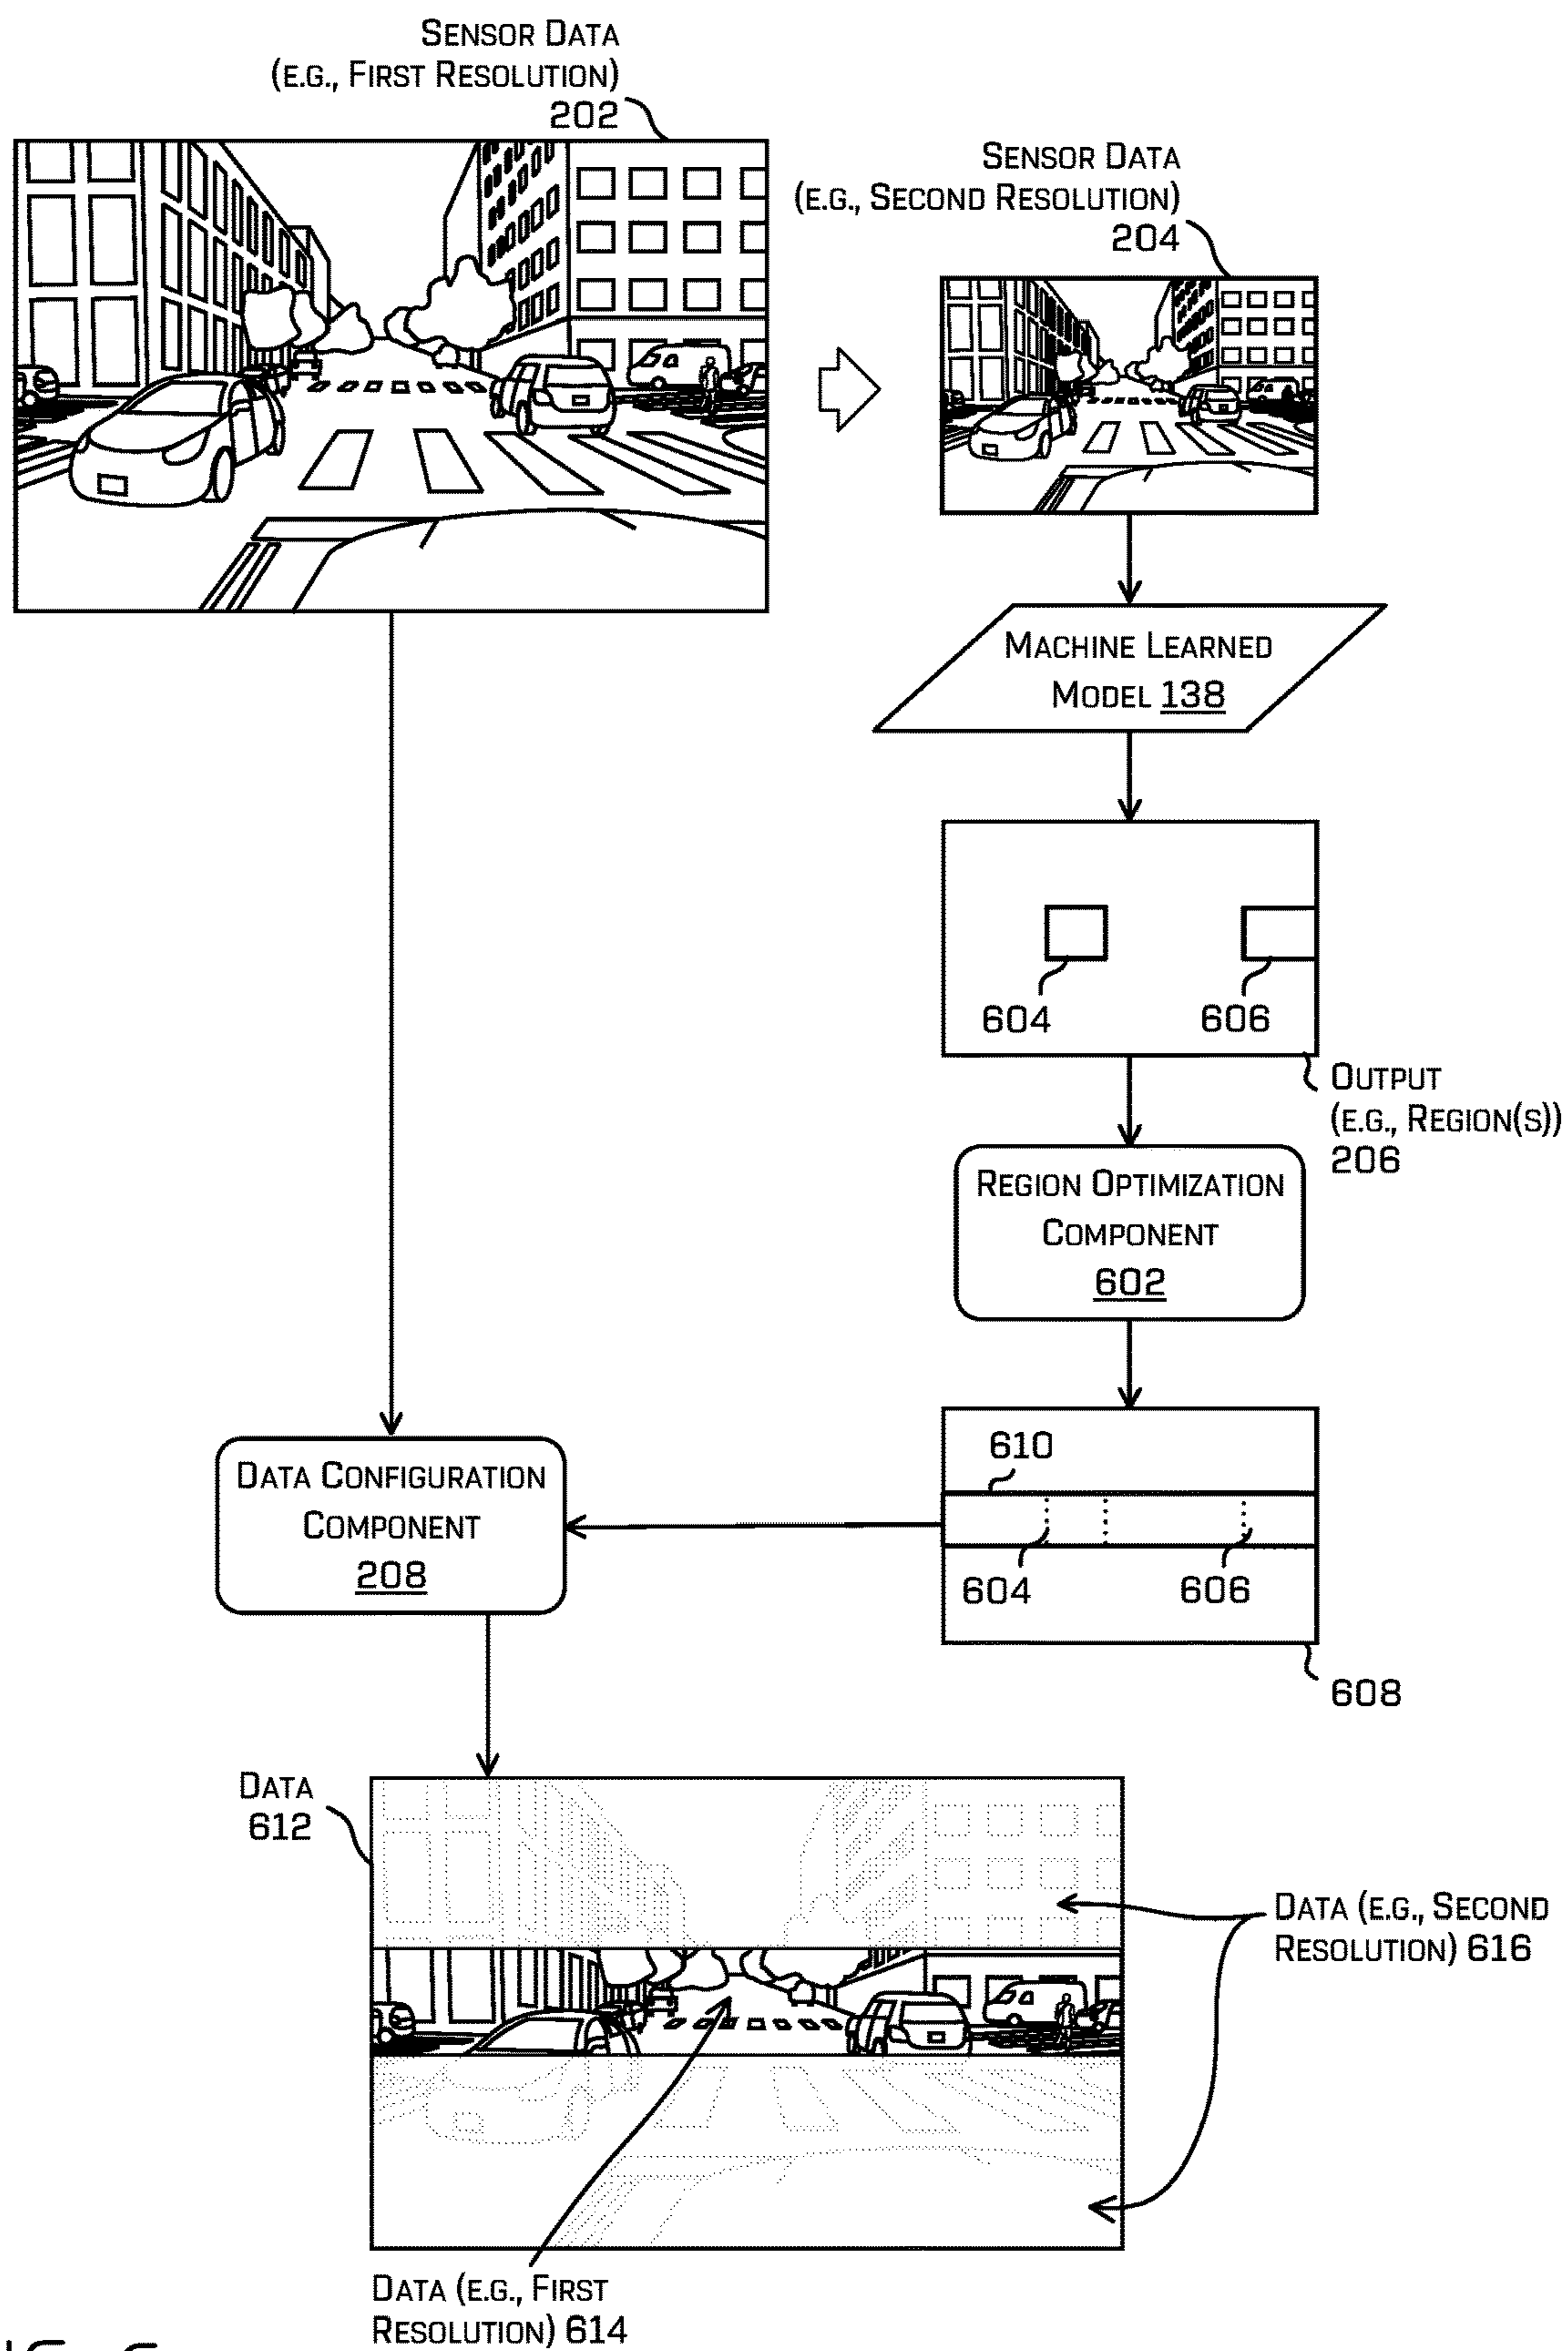 SENSOR DATA
(E.G., FIRST RESOLUTION)
202
SENSOR DATA
(E.G., SECOND RESOLUTION)
204
MACHINE LEARNED
MODEL 138
604
606
OUTPUT
(E.G., REGION(S))
206
REGION OPTIMIZATION
COMPONENT
602
610
DATA CONFIGURATION
COMPONENT
208
604
606
608
DATA
612
DATA (E.G., SECOND
RESOLUTION) 616
DATA (E.G., FIRST
RESOLUTION) 614